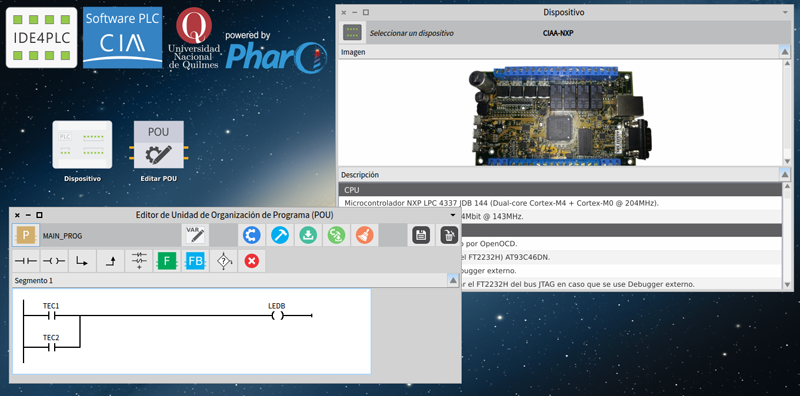 IDE4PLC
Software PLC
CIAA
Universidad
Nacional
de Quilmes
powered by
Pharo
Dispositivo
Seleccionar un dispositivo
CIAA-NXP
Imagen
PLC
Dispositivo
POU
Editar POU
Descripción
CPU
Microcontrolador NXP LPC 4337 JDB 144 (Dual-core Cortex-M4 + Cortex-M0 @ 204MHz).
4Mbit @ 143MHz.
o por OpenOCD.
el FT2232H) AT93C46DN.
bugger externo.
ar el FT2232H del bus JTAG en caso que se use Debugger externo.
Editor de Unidad de Organización de Programa (POU)
P
MAIN_PROG
VAR
F
FB
Segmento 1
TEC1
LEDB
TEC2